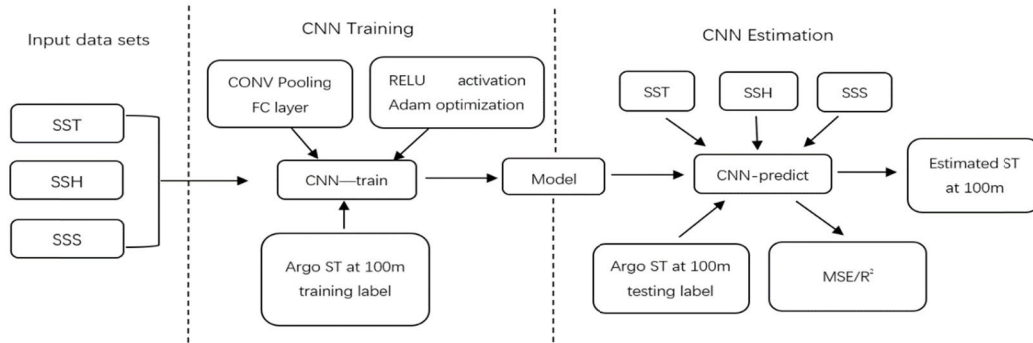 Input data sets
SST
SSH
SSS
CNN Training
CONV Pooling
FC layer
RELU activation
Adam optimization
CNN—train
Argo ST at 100m
training label
Model
CNN Estimation
SST
SSH
SSS
CNN-predict
Argo ST at 100m
testing label
MSE/R²
Estimated ST
at 100m